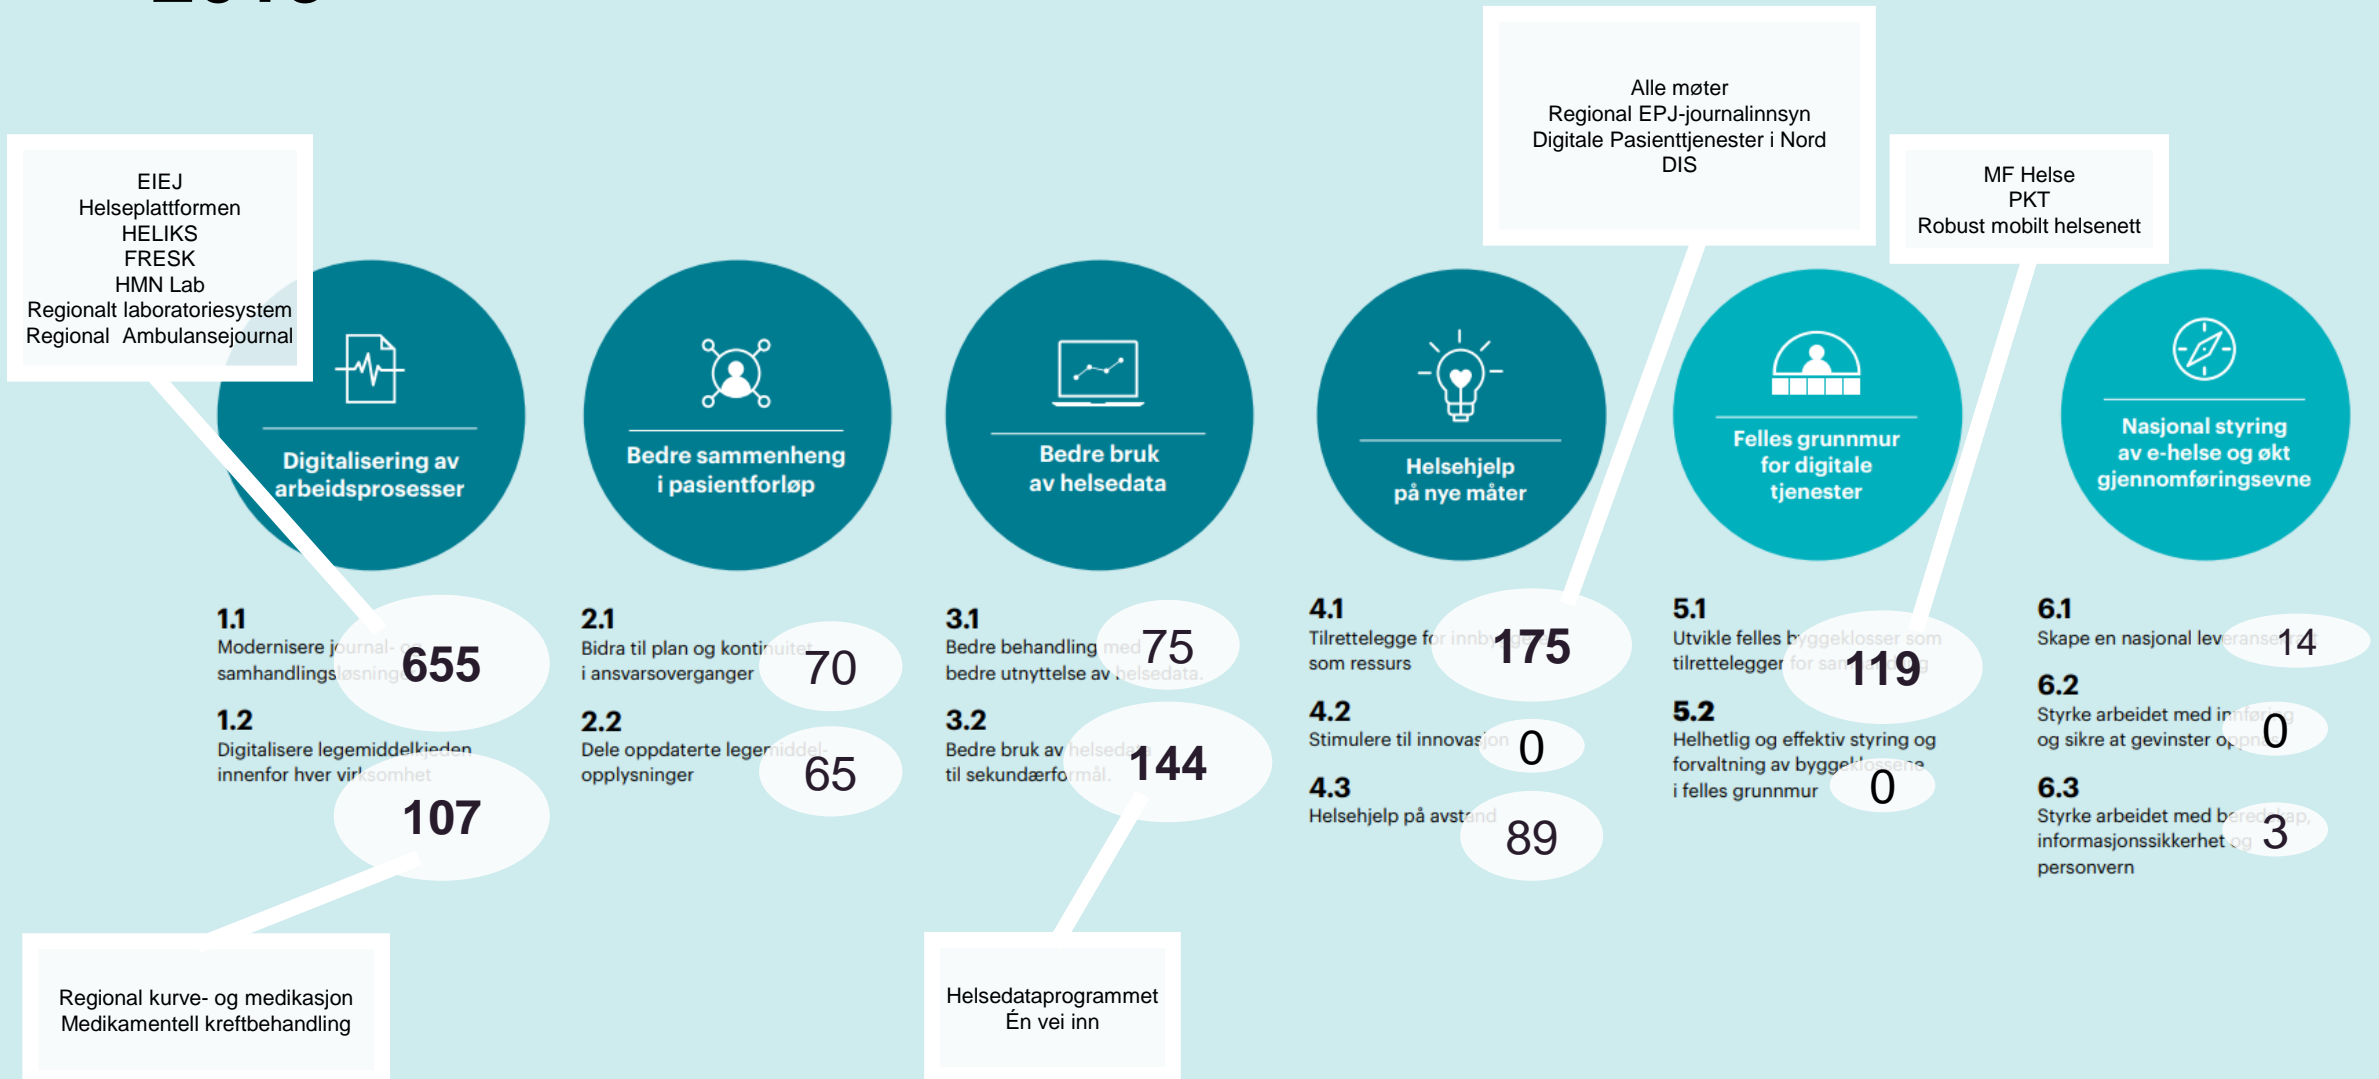 EIEJ
Helseplattformen
HELIKS
FRESK
HMN Lab
Regionalt laboratoriesystem
Regional Ambulansejournal
Alle møter
Regional EPJ-journalinnsyn
Digitale Pasienttjenester i Nord
DIS
MF Helse
PKT
Robust mobilt helsenett
Digitalisering av
arbeidsprosesser
Bedre sammenheng
i pasientforløp
Bedre bruk
av helsedata
Helsehjelp
på nye måter
Felles grunnmur
for digitale
tjenester
Nasjonal styring
av e-helse og økt
gjennomføringsevne
1.1
Modernisere journal- og
samhandlingsløsninger
655
1.2
Digitalisere legemiddelkjeden
innenfor hver virksomhet
107
2.1
Bidra til plan og kontinuitet
i ansvarsoverganger
70
2.2
Dele oppdaterte legemiddel-
opplysninger
65
3.1
Bedre behandling med
bedre utnyttelse av helsedata.
75
3.2
Bedre bruk av helsedata
til sekundærformål.
144
4.1
Tilrettelegge for innbyggere
som ressurs
175
4.2
Stimulere til innovasjon
0
4.3
Helsehjelp på avstand
89
5.1
Utvikle felles byggeklosser som
tilrettelegger for samhandling
119
5.2
Helhetlig og effektiv styring og
forvaltning av byggeklossene
i felles grunnmur
0
6.1
Skape en nasjonal
14
6.2
Styrke arbeidet med innføring
og sikre at gevinster oppnås
0
6.3
Styrke arbeidet med beredskap,
informasjonssikkerhet og
personvern
3
Regional kurve- og medikasjon
Medikamentell kreftbehandling
Helsedataprogrammet
Én vei inn